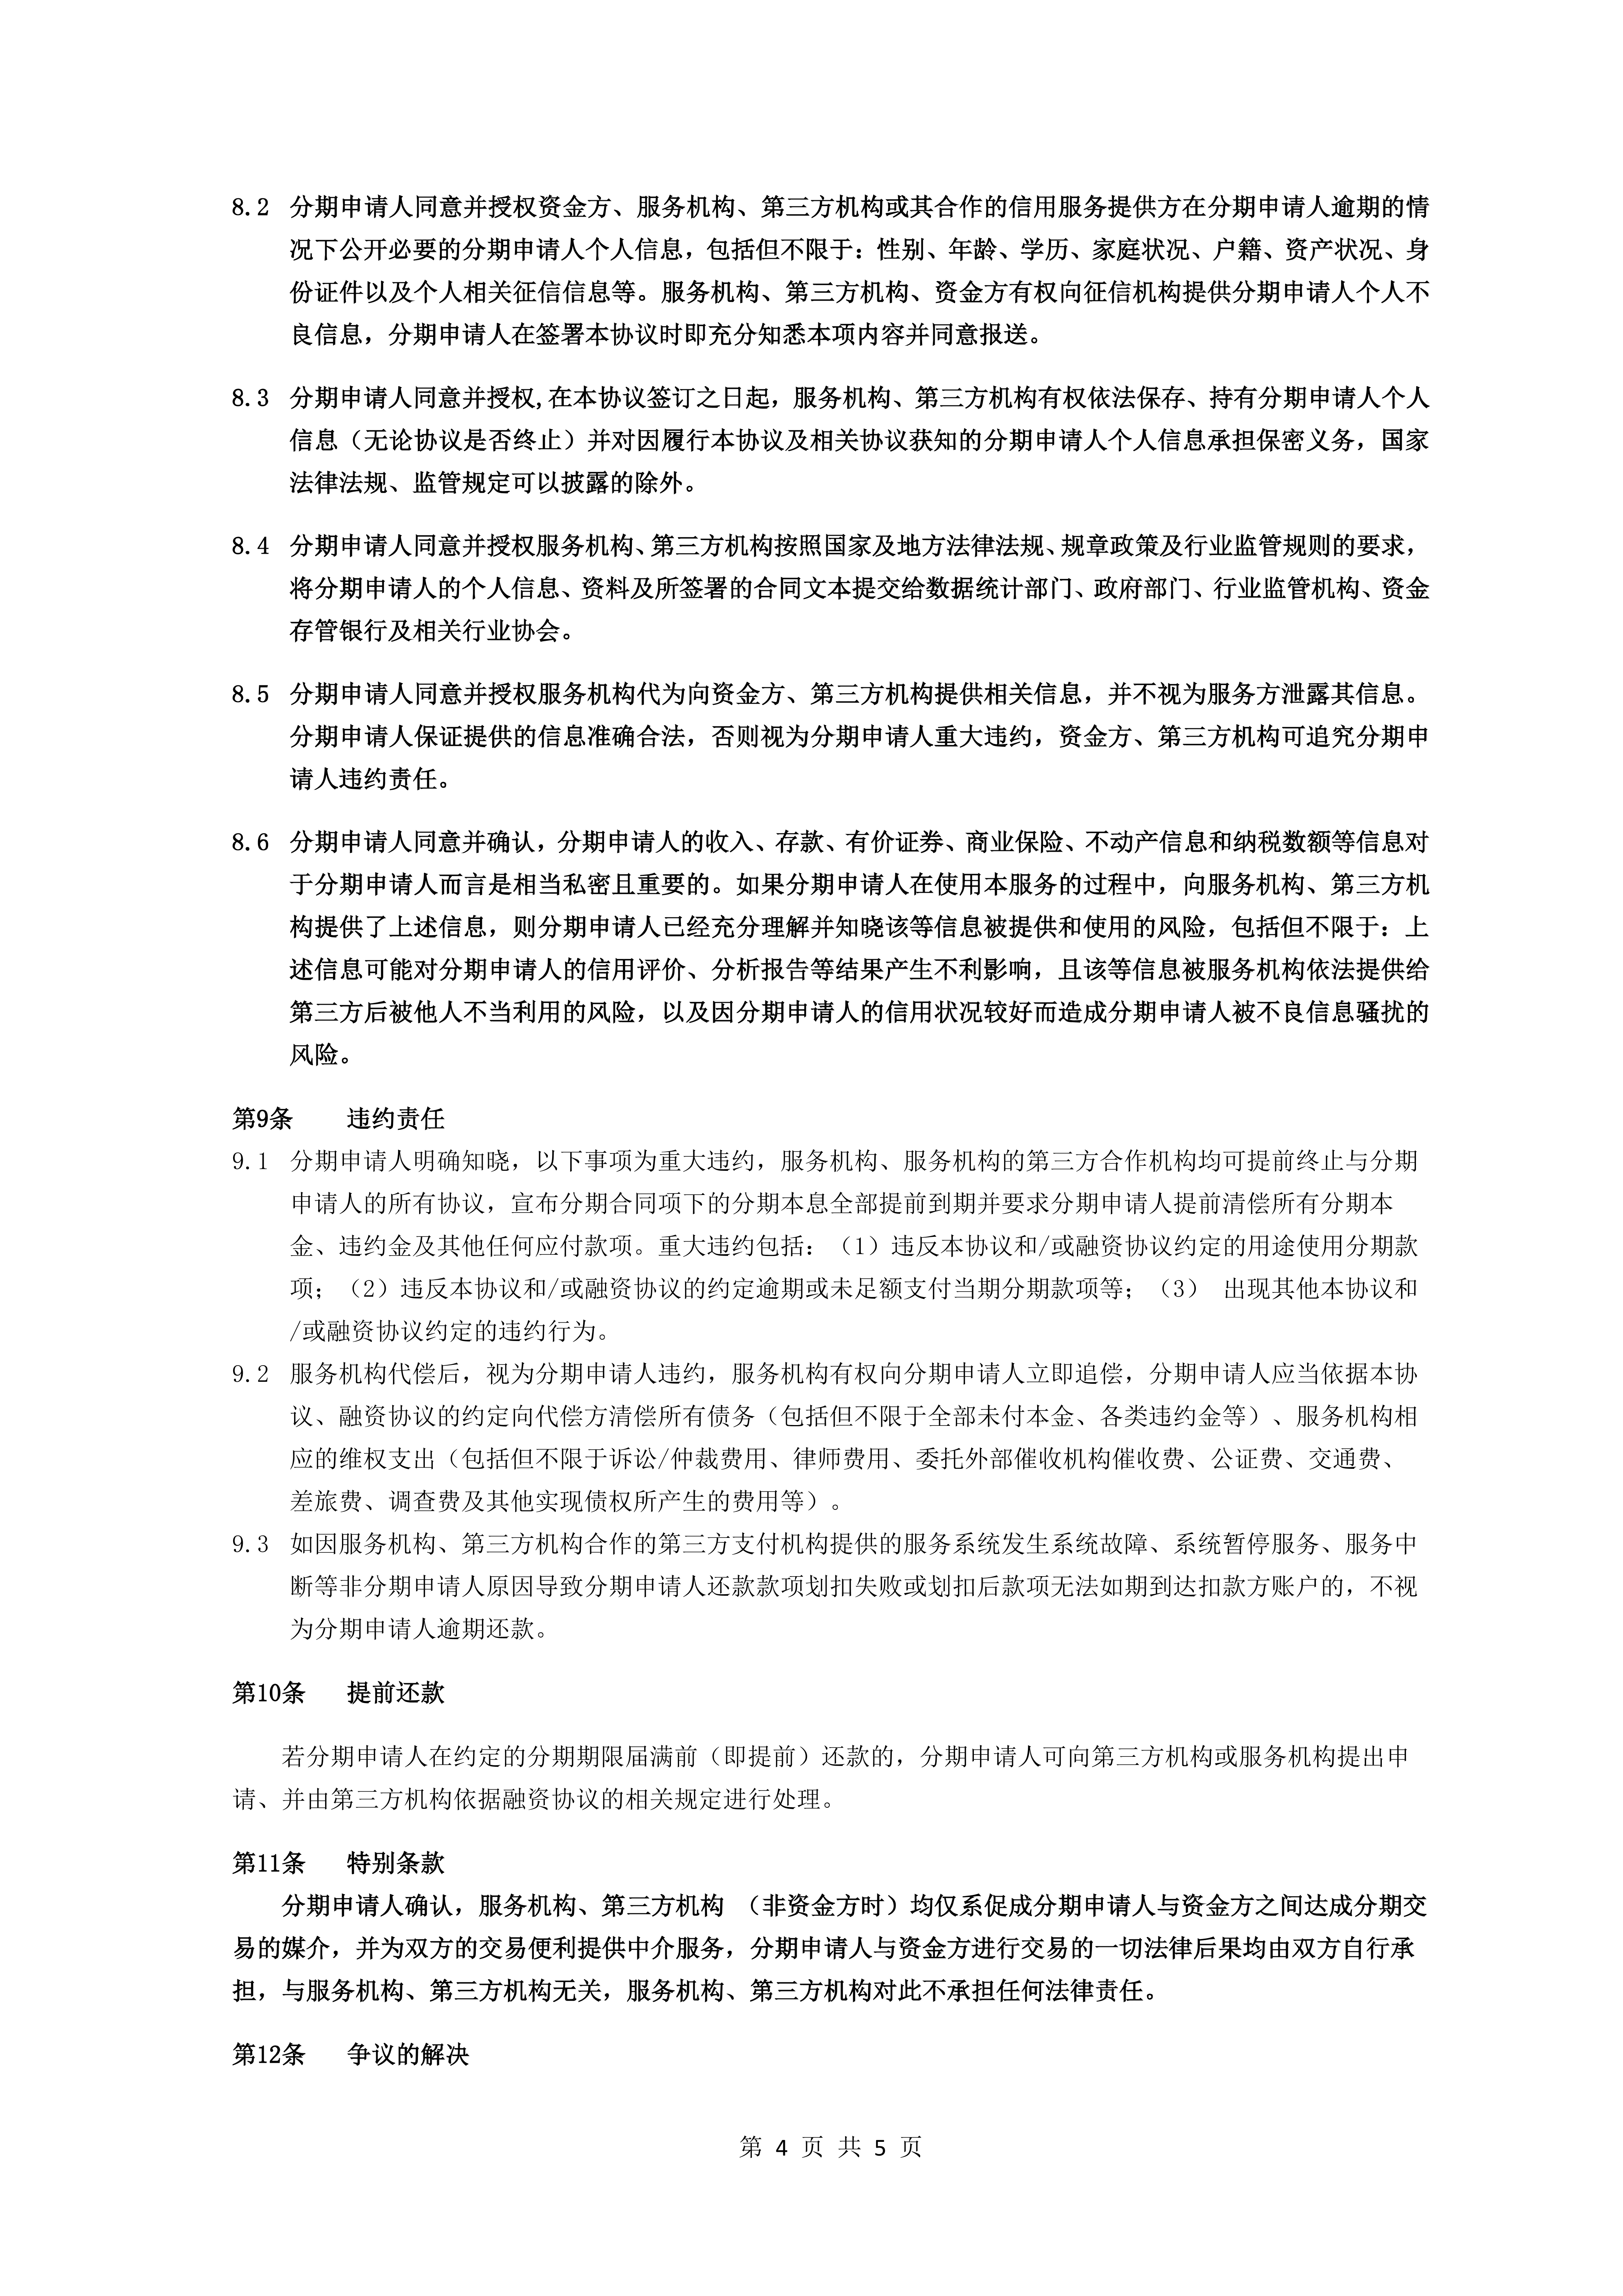 8.2 分期申请人同意并授权资金方、服务机构、第三方机构或其合作的信用服务提供方在分期申请人逾期的情
况下公开必要的分期申请人个人信息，包括但不限于：性别、年龄、学历、家庭状况、户籍、资产状况、身
份证件以及个人相关征信信息等。服务机构、第三方机构、资金方有权向征信机构提供分期申请人个人不
良信息，分期申请人在签署本协议时即充分知悉本项内容并同意报送。
8.3 分期申请人同意并授权,在本协议签订之日起，服务机构、第三方机构有权依法保存、持有分期申请人个人
信息（无论协议是否终止）并对因履行本协议及相关协议获知的分期申请人个人信息承担保密义务，国家
法律法规、监管规定可以披露的除外。
8.4 分期申请人同意并授权服务机构、第三方机构按照国家及地方法律法规、规章政策及行业监管规则的要求，
将分期申请人的个人信息、资料及所签署的合同文本提交给数据统计部门、政府部门、行业监管机构、资金
存管银行及相关行业协会。
8.5 分期申请人同意并授权服务机构代为向资金方、第三方机构提供相关信息，并不视为服务方泄露其信息。
分期申请人保证提供的信息准确合法，否则视为分期申请人重大违约，资金方、第三方机构可追究分期申
请人违约责任。
8.6 分期申请人同意并确认，分期申请人的收入、存款、有价证券、商业保险、不动产信息和纳税数额等信息对
于分期申请人而言是相当私密且重要的。如果分期申请人在使用本服务的过程中，向服务机构、第三方机
构提供了上述信息，则分期申请人已经充分理解并知晓该等信息被提供和使用的风险，包括但不限于：上
述信息可能对分期申请人的信用评价、分析报告等结果产生不利影响，且该等信息被服务机构依法提供给
第三方后被他人不当利用的风险，以及因分期申请人的信用状况较好而造成分期申请人被不良信息骚扰的
风险。
第9条 违约责任
9.1 分期申请人明确知晓，以下事项为重大违约，服务机构、服务机构的第三方合作机构均可提前终止与分期
申请人的所有协议，宣布分期合同项下的分期本息全部提前到期并要求分期申请人提前清偿所有分期本
金、违约金及其他任何应付款项。重大违约包括：（1）违反本协议和/或融资协议约定的用途使用分期款
项；（2）违反本协议和/或融资协议的约定逾期或未足额支付当期分期款项等；（3） 出现其他本协议和
/或融资协议约定的违约行为。
9.2 服务机构代偿后，视为分期申请人违约，服务机构有权向分期申请人立即追偿，分期申请人应当依据本协
议、融资协议的约定向代偿方清偿所有债务（包括但不限于全部未付本金、各类违约金等）、服务机构相
应的维权支出（包括但不限于诉讼/仲裁费用、律师费用、委托外部催收机构催收费、公证费、交通费、
差旅费、调查费及其他实现债权所产生的费用等）。
9.3 如因服务机构、第三方机构合作的第三方支付机构提供的服务系统发生系统故障、系统暂停服务、服务中
断等非分期申请人原因导致分期申请人还款款项划扣失败或划扣后款项无法如期到达扣款方账户的，不视
为分期申请人逾期还款。
第10条 提前还款
若分期申请人在约定的分期期限届满前（即提前）还款的，分期申请人可向第三方机构或服务机构提出申
请、并由第三方机构依据融资协议的相关规定进行处理。
第11条 特别条款
分期申请人确认，服务机构、第三方机构 （非资金方时）均仅系促成分期申请人与资金方之间达成分期交
易的媒介，并为双方的交易便利提供中介服务，分期申请人与资金方进行交易的一切法律后果均由双方自行承
担，与服务机构、第三方机构无关，服务机构、第三方机构对此不承担任何法律责任。
第12条 争议的解决
第 4 页 共 5 页